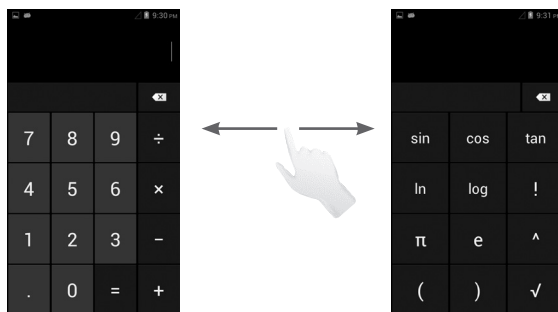 9:30 PM
7 8 9 ÷
4 5 6 ×
1 2 3 −
. 0 = +
9:31 PM
sin cos tan
ln log !
π e ^
( ) √